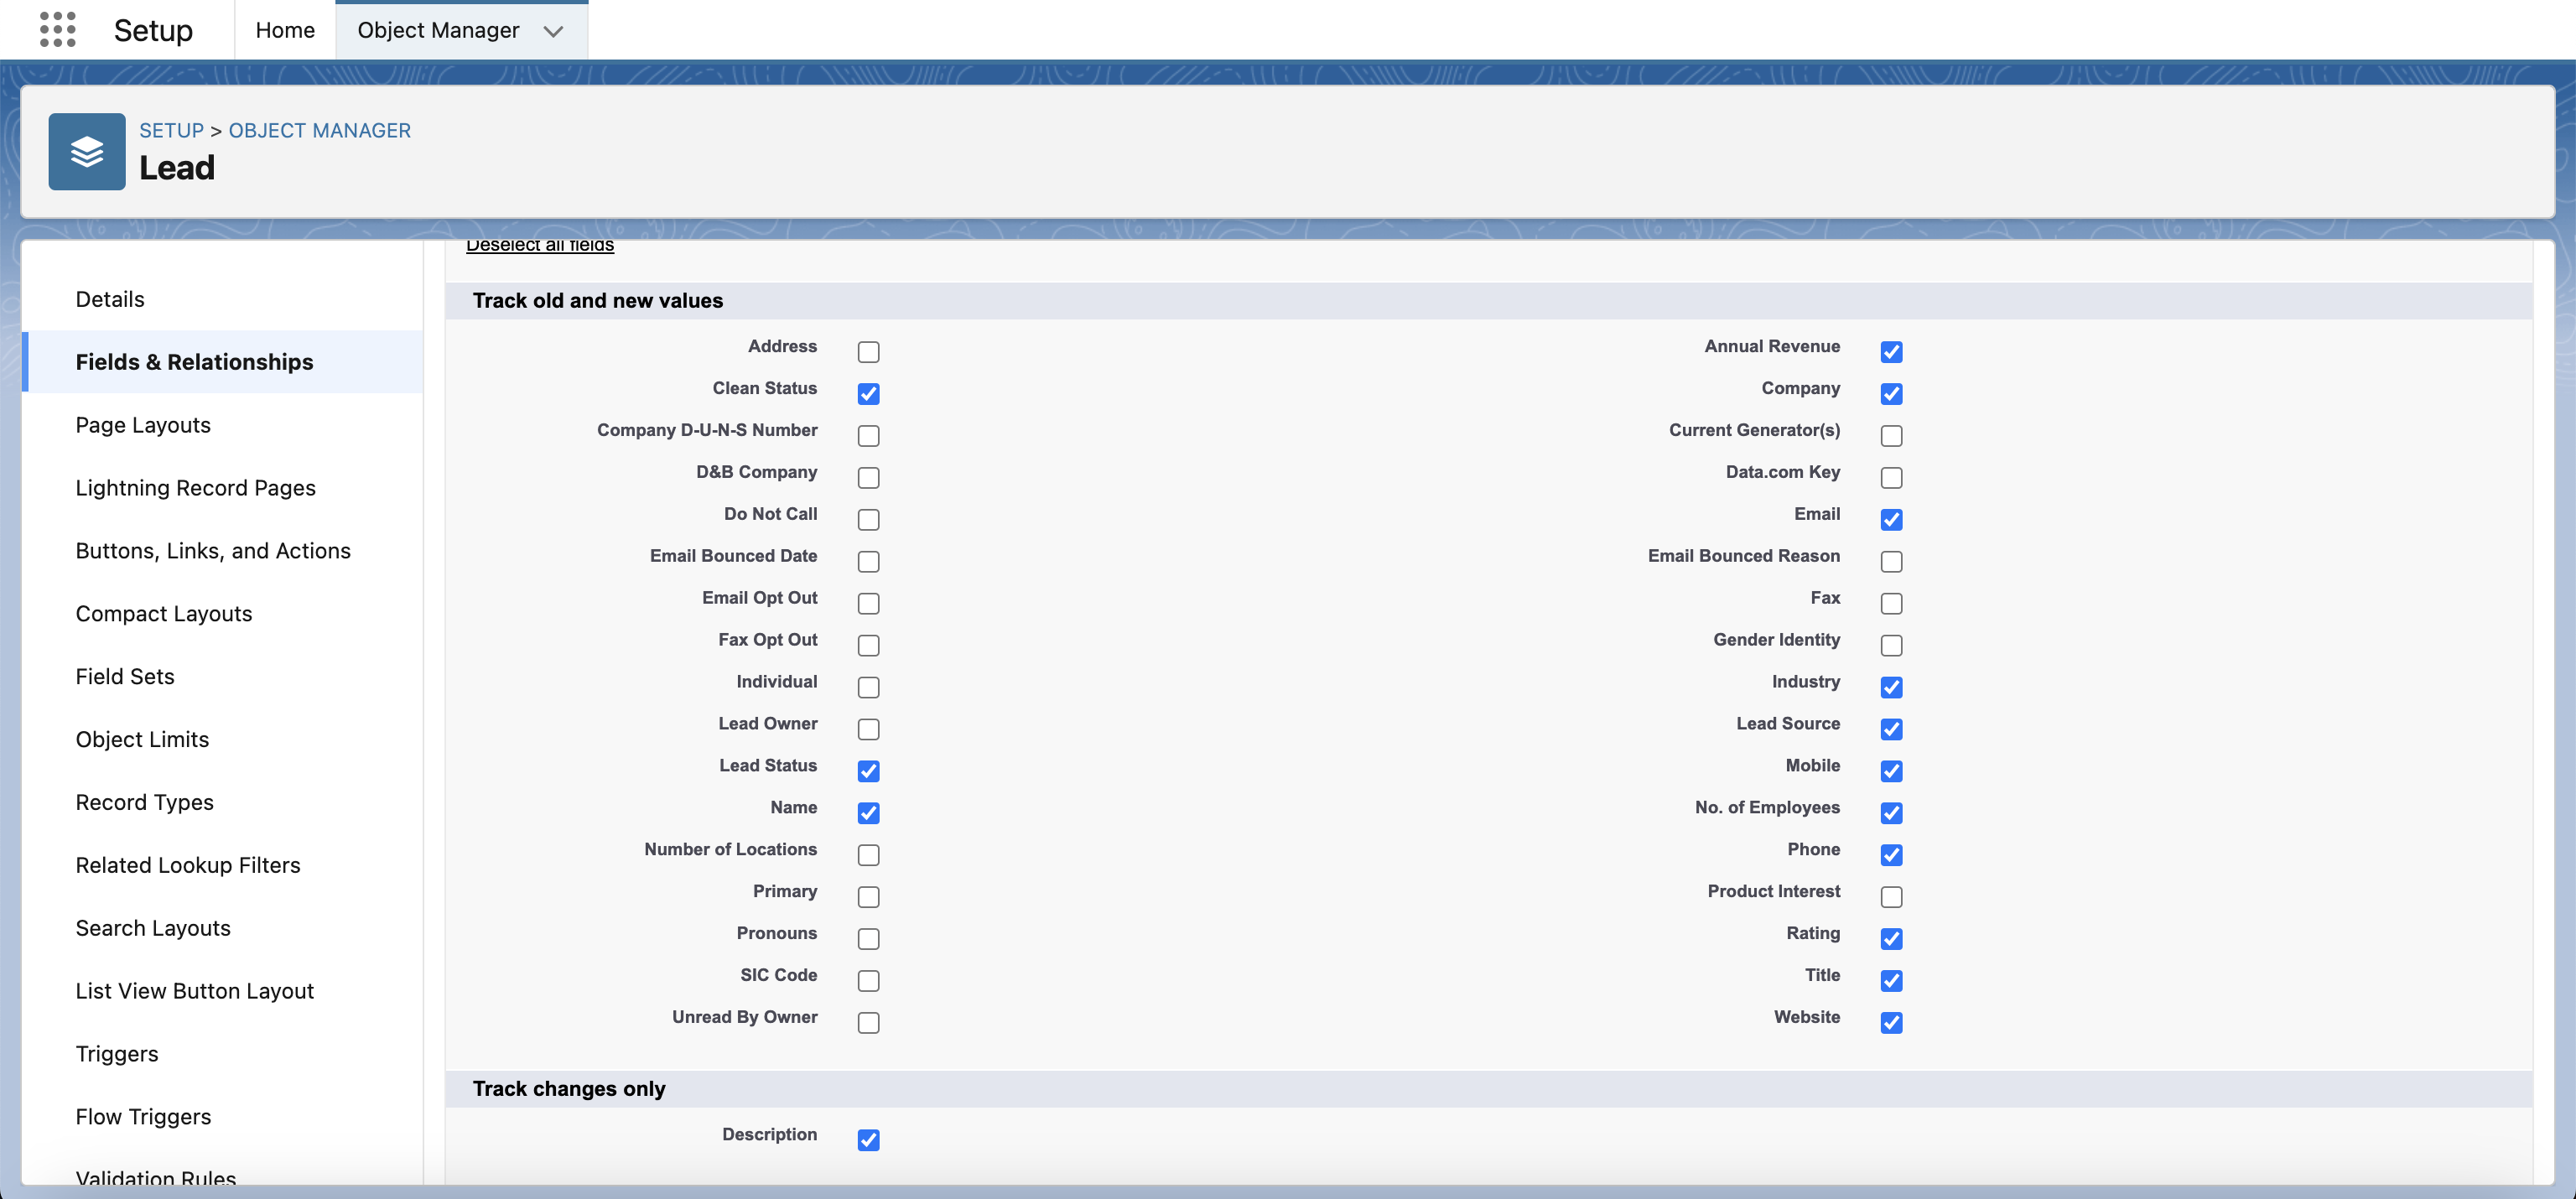 Setup
Home
Object Manager
SETUP > OBJECT MANAGER
Lead
Details
Fields & Relationships
Page Layouts
Lightning Record Pages
Buttons, Links, and Actions
Compact Layouts
Field Sets
Object Limits
Record Types
Related Lookup Filters
Search Layouts
List View Button Layout
Triggers
Flow Triggers
Validation Rules
Deselect all fields
Track old and new values
Address
Annual Revenue
Clean Status
Company
Company D-U-N-S Number
Current Generator(s)
D&B Company
Data.com Key
Do Not Call
Email
Email Bounced Date
Email Bounced Reason
Email Opt Out
Fax
Fax Opt Out
Gender Identity
Individual
Industry
Lead Owner
Lead Source
Lead Status
Mobile
Name
No. of Employees
Number of Locations
Phone
Primary
Product Interest
Pronouns
Rating
SIC Code
Title
Unread By Owner
Website
Track changes only
Description